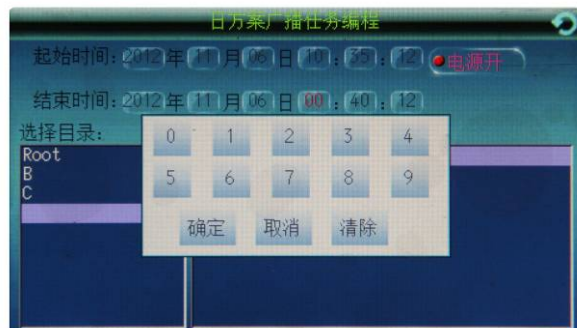 日方案广播任务编程
起始时间: 2012 年 11 月 06 日 10 : 35 : 12 电源开
结束时间: 2012 年 11 月 06 日 00 : 40 : 12
选择目录:
Root
B
C
0 1 2 3 4
5 6 7 8 9
确定 取消 清除